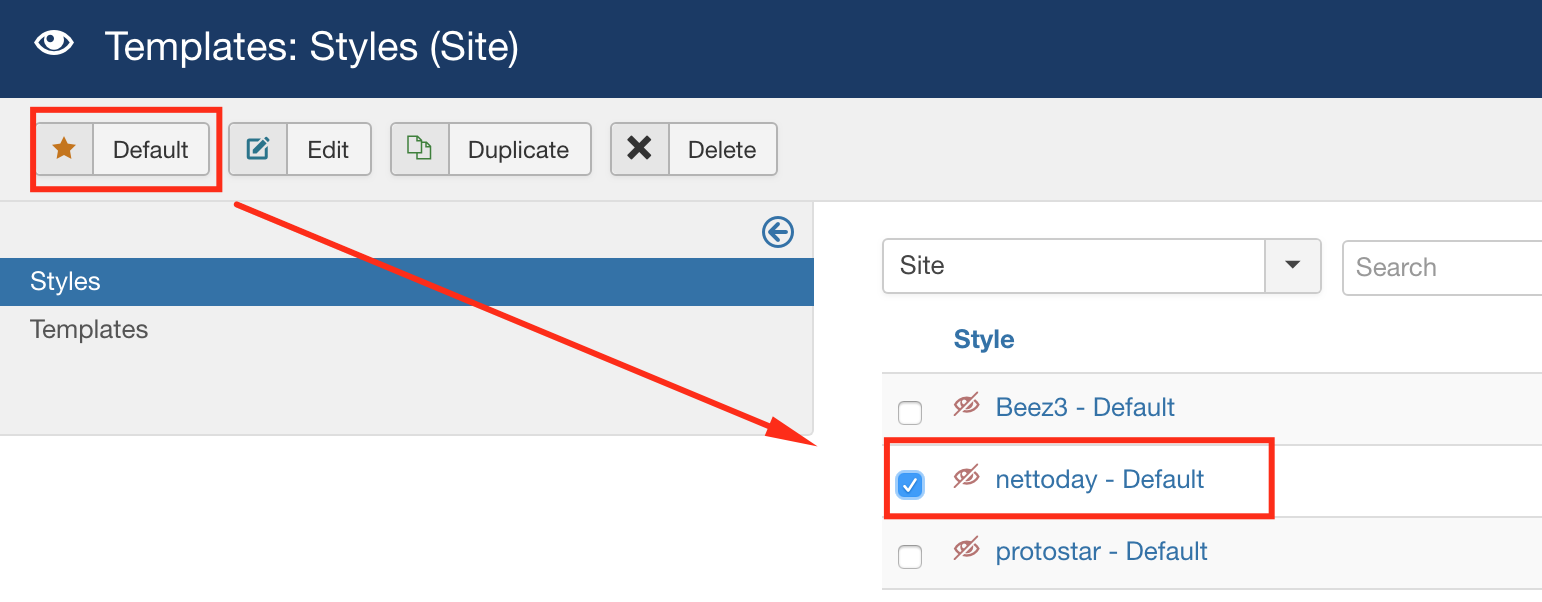 Templates: Styles (Site)
Default
Edit
Duplicate
Delete
Styles
Templates
Site
Search
Style
Beez3 - Default
nettoday - Default
protostar - Default